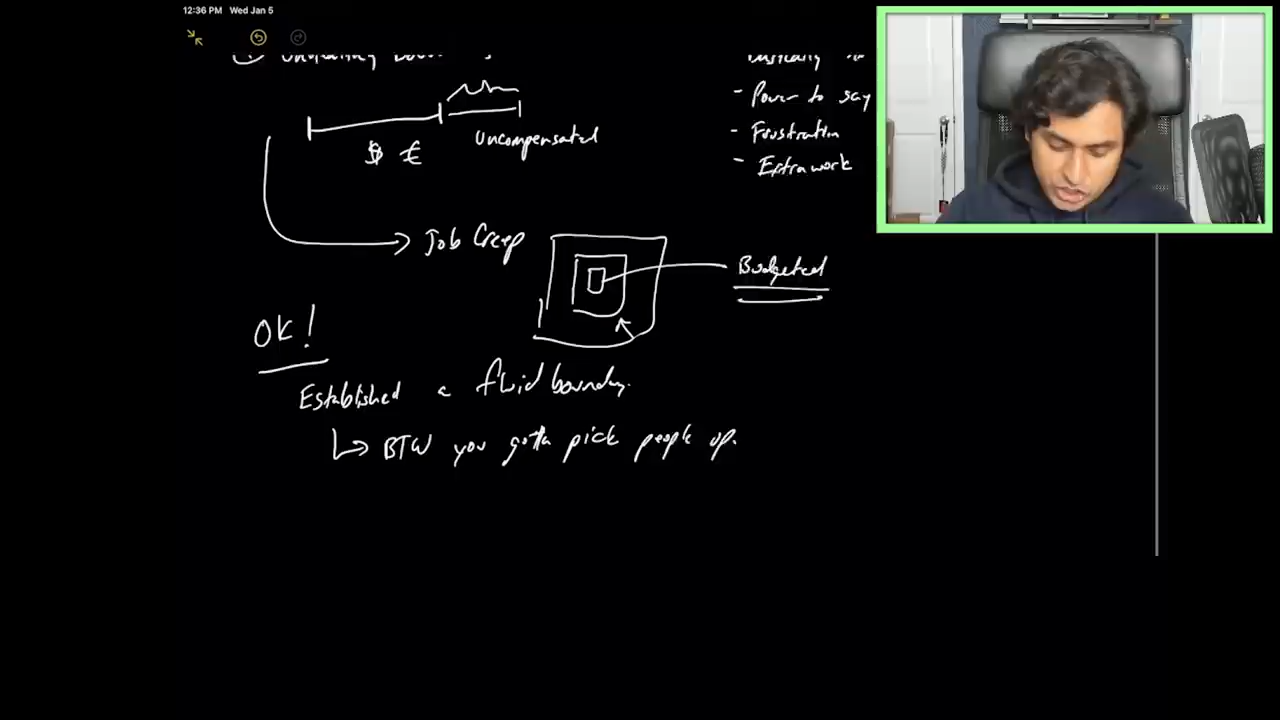 12:36 PM Wed Jan 5
- Power to say
- Frustration
- Extra work
Uncompensated
$ €
Job Creep
Budgeted
OK!
Established a fluid boundary.
↳ BTW you gotta pick people up.